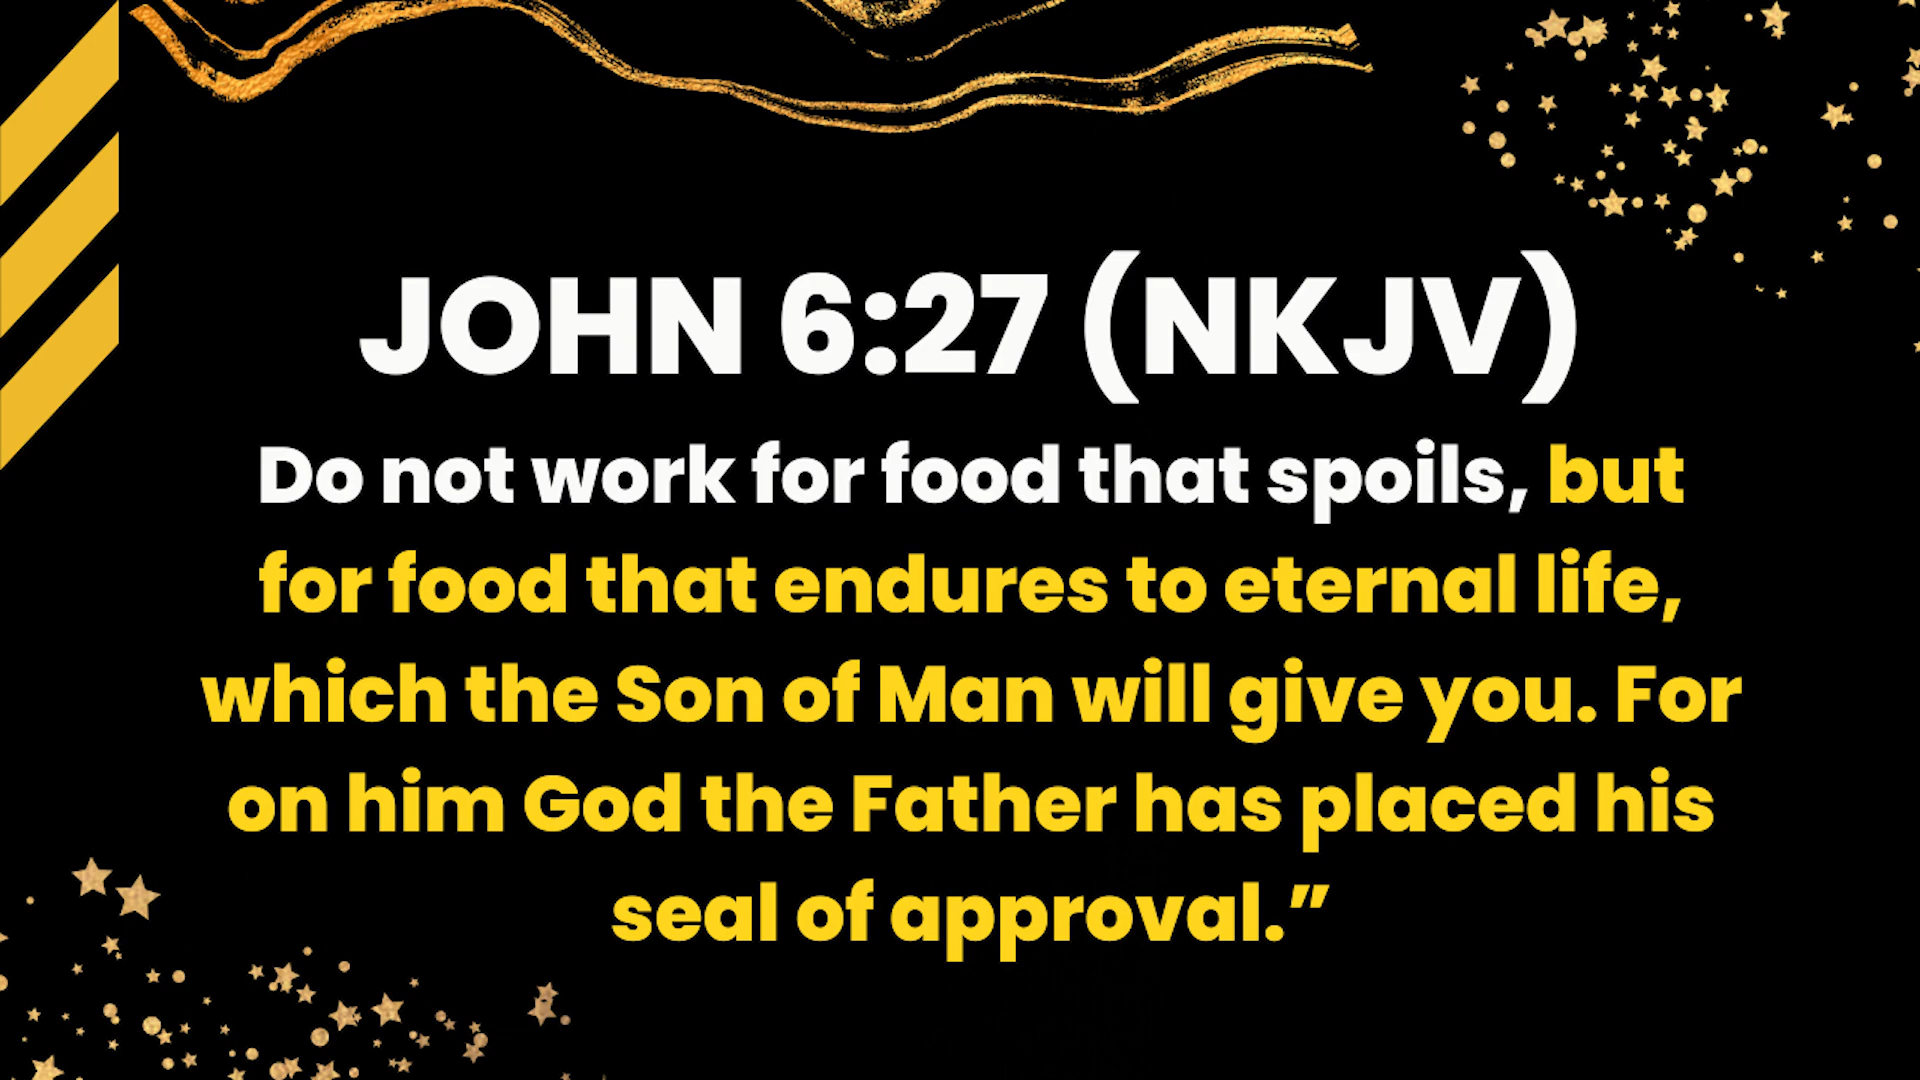 JOHN 6:27 (NKJV)
Do not work for food that spoils, but
for food that endures to eternal life,
which the Son of Man will give you. For
on him God the Father has placed his
seal of approval.”